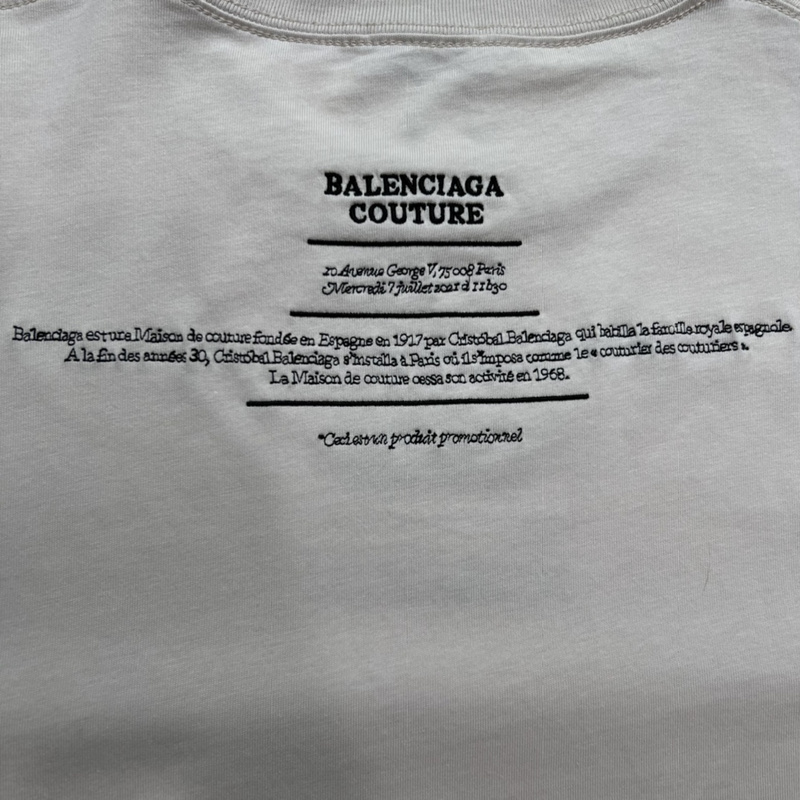 BALENCIAGA
COUTURE
10 Avenue George V, 75008 Paris
Mercredi 7 juillet 2021 à 11h30
Balenciaga est une Maison de couture fondée en Espagne en 1917 par Cristóbal Balenciaga qui habilla la famille royale espagnole.
A la fin des années 30, Cristóbal Balenciaga s'installa à Paris où il s'imposa comme le « couturier des couturiers ».
La Maison de couture cessa son activité en 1968.
*Ceci est un produit promotionnel